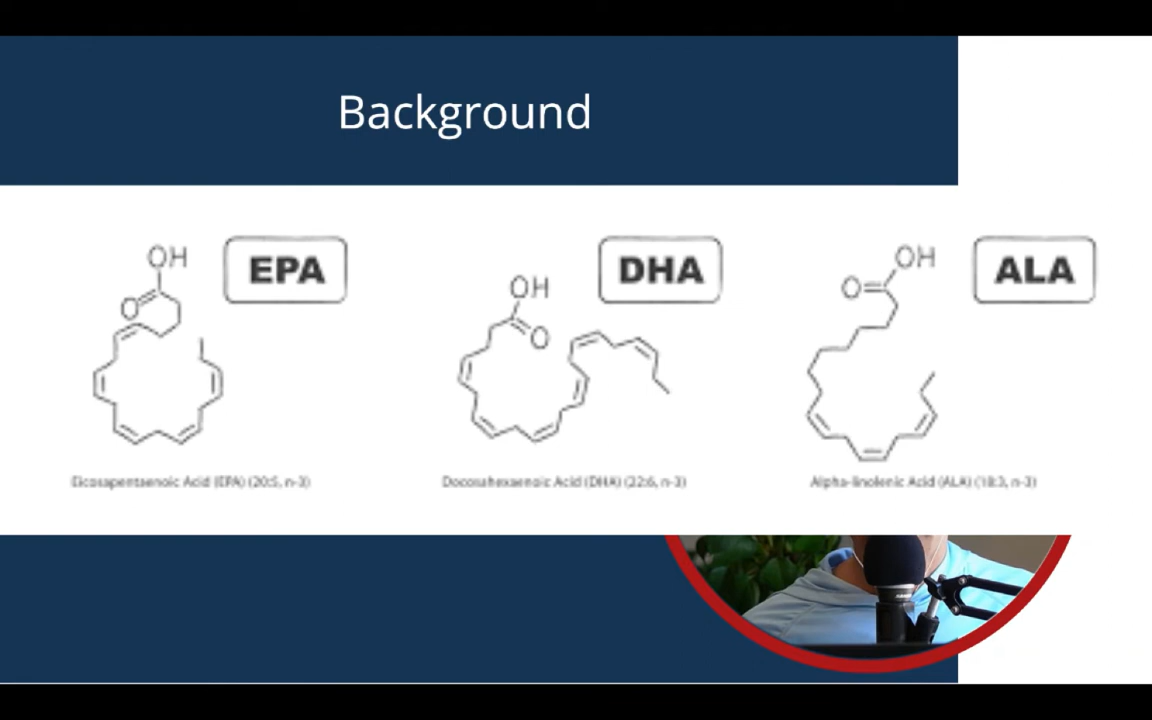 Background
EPA
DHA
ALA
OH
O
OH
O
OH
O
Eicosapentaenoic Acid (EPA) (20:5, n-3)
Docosahexaenoic Acid (DHA) (22:6, n-3)
Alpha-linolenic Acid (ALA) (18:3, n-3)